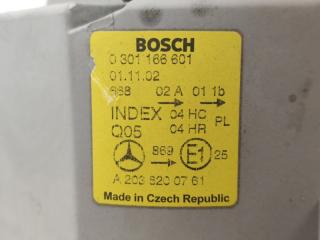 BOSCH
0 301 166 601
01.11.02
668 02 A 01 1b
INDEX 04 HC PL
Q05 04 HR
869 E1 25
A 203 820 07 61
Made in Czech Republic